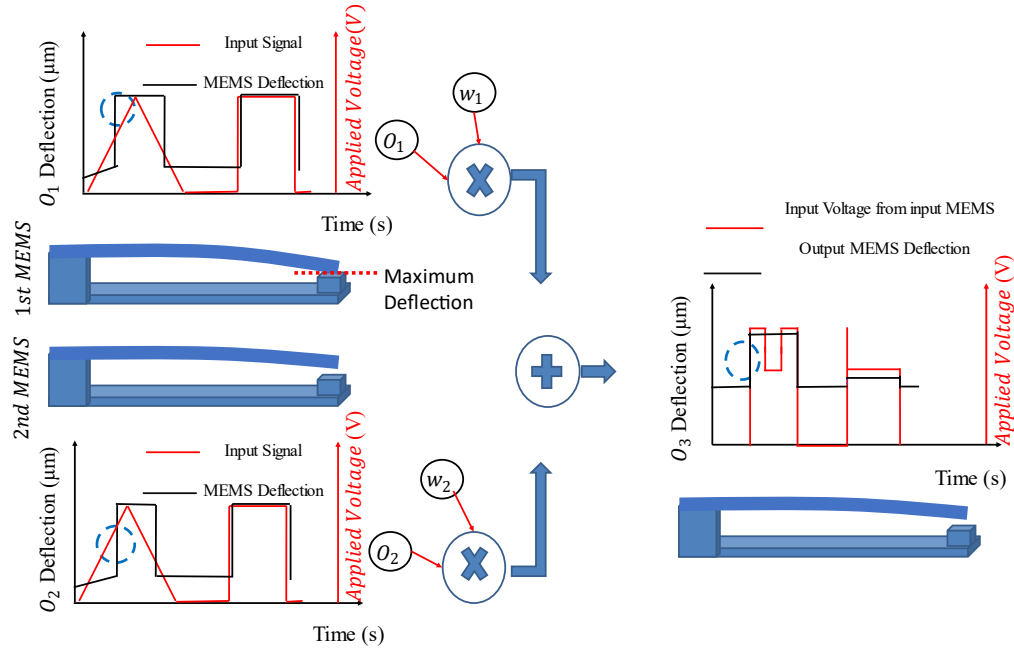 Input Signal
MEMS Deflection
O₁ Deflection (μm)
Applied Voltage(V)
Time (s)
w₁
O₁
1st MEMS
Maximum
Deflection
2nd MEMS
Input Signal
MEMS Deflection
O₂ Deflection (μm)
Applied Voltage (V)
Time (s)
w₂
O₂
Input Voltage from input MEMS
Output MEMS Deflection
O₃ Deflection (μm)
Applied Voltage (V)
Time (s)